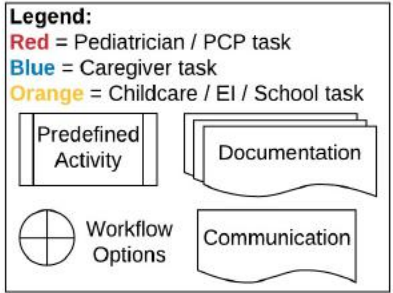 Legend:
Red = Pediatrician / PCP task
Blue = Caregiver task
Orange = Childcare / EI / School task
Predefined
Activity
Documentation
Workflow
Options
Communication